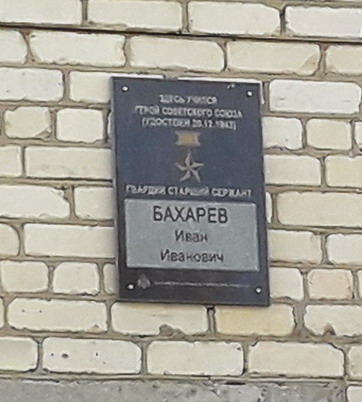 ЗДЕСЬ УЧИЛСЯ
ГЕРОЙ СОВЕТСКОГО СОЮЗА
(УДОСТОЕН 20.12.1943)
ГВАРДИИ СТАРШИЙ СЕРЖАНТ
БАХАРЕВ
Иван
Иванович